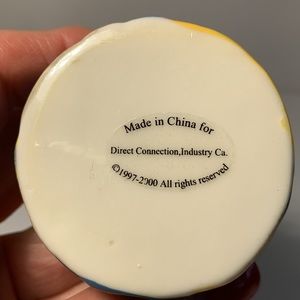 Made in China for
Direct Connection,Industry Ca.
©1997-2000 All rights reserved